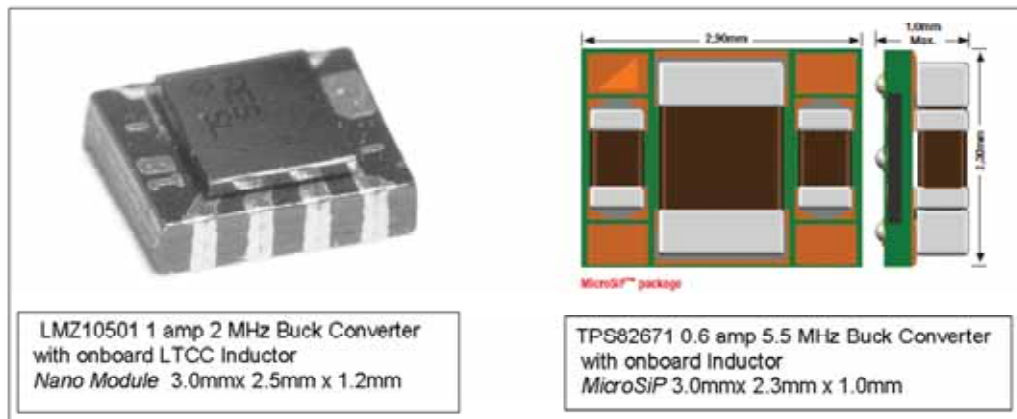 2.90mm
1.0mm
Max.
2.30mm
MicroSiP™ package
LMZ10501 1 amp 2 MHz Buck Converter
with onboard LTCC Inductor
Nano Module 3.0mmx 2.5mm x 1.2mm
TPS82671 0.6 amp 5.5 MHz Buck Converter
with onboard Inductor
MicroSiP 3.0mmx 2.3mm x 1.0mm